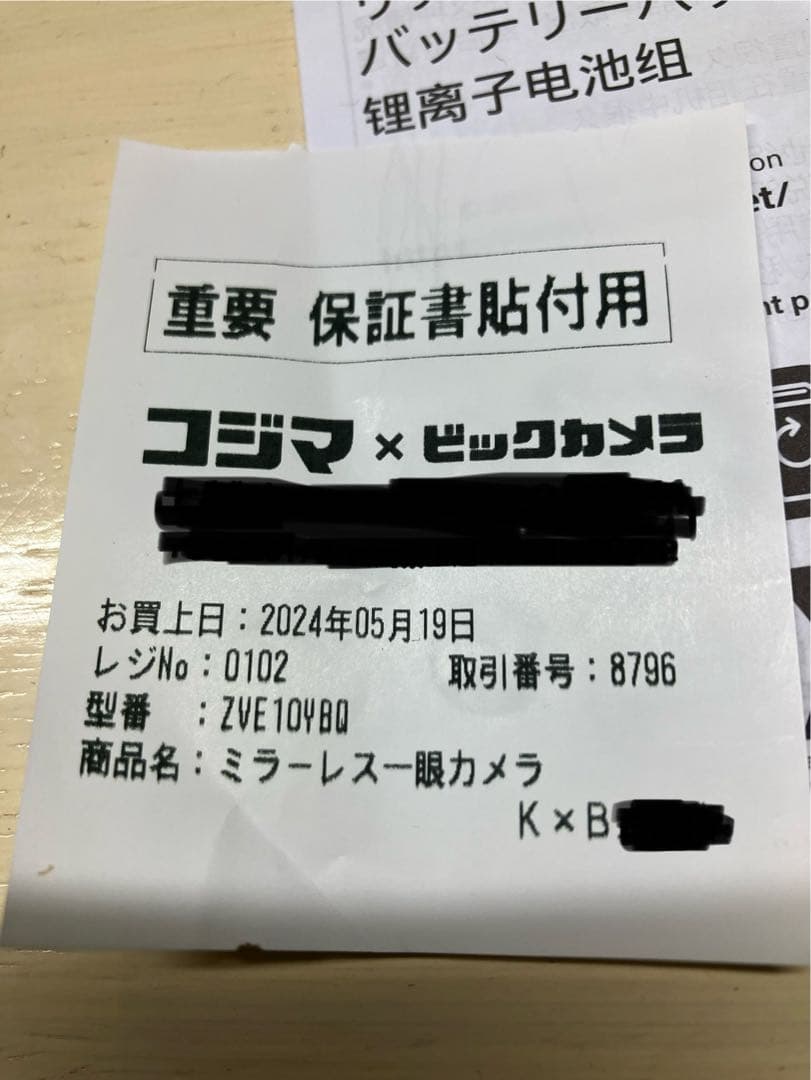 バッテリーパッ
锂离子电池组
on
et/
nt p
重要 保証書貼付用
コジマ×ビックカメラ
お買上日：2024年05月19日
レジNo：0102 取引番号：8796
型番 ：ZVE10YBQ
商品名：ミラーレス一眼カメラ
K×B